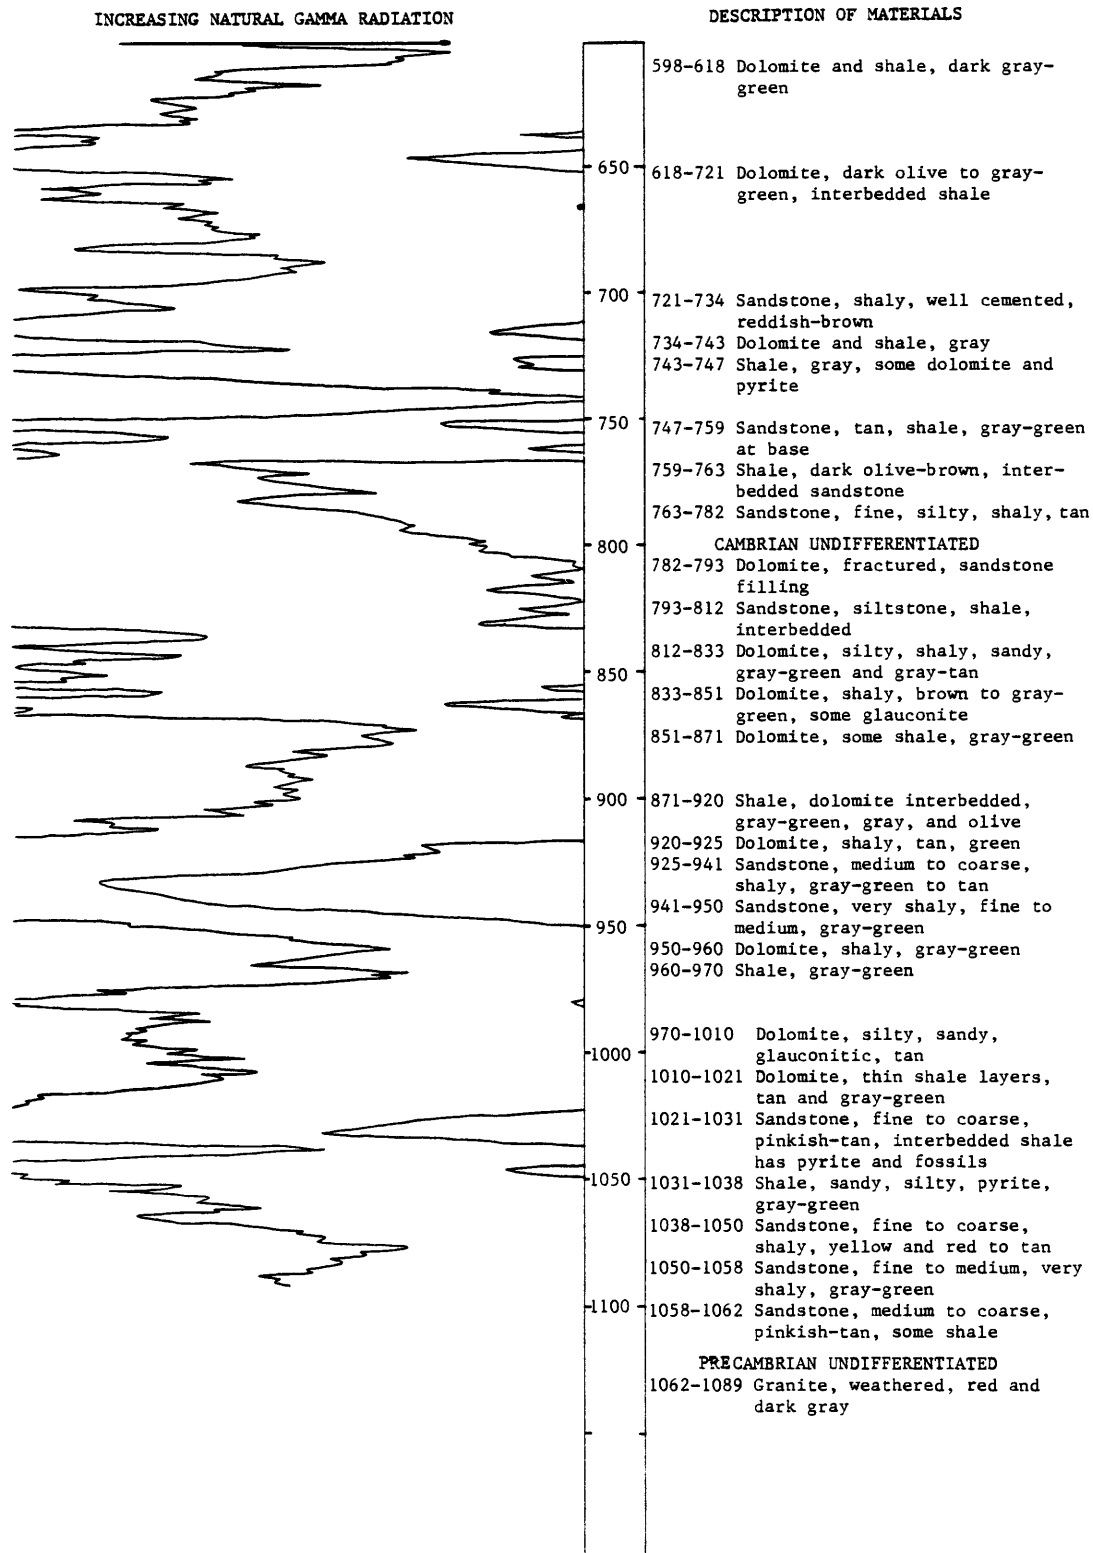 INCREASING NATURAL GAMMA RADIATION
DESCRIPTION OF MATERIALS
598-618 Dolomite and shale, dark gray-
green
650
618-721 Dolomite, dark olive to gray-
green, interbedded shale
700
721-734 Sandstone, shaly, well cemented,
reddish-brown
734-743 Dolomite and shale, gray
743-747 Shale, gray, some dolomite and
pyrite
750
747-759 Sandstone, tan, shale, gray-green
at base
759-763 Shale, dark olive-brown, inter-
bedded sandstone
763-782 Sandstone, fine, silty, shaly, tan
800
CAMBRIAN UNDIFFERENTIATED
782-793 Dolomite, fractured, sandstone
filling
793-812 Sandstone, siltstone, shale,
interbedded
812-833 Dolomite, silty, shaly, sandy,
gray-green and gray-tan
850
833-851 Dolomite, shaly, brown to gray-
green, some glauconite
851-871 Dolomite, some shale, gray-green
900
871-920 Shale, dolomite interbedded,
gray-green, gray, and olive
920-925 Dolomite, shaly, tan, green
925-941 Sandstone, medium to coarse,
shaly, gray-green to tan
941-950 Sandstone, very shaly, fine to
medium, gray-green
950
950-960 Dolomite, shaly, gray-green
960-970 Shale, gray-green
970-1010 Dolomite, silty, sandy,
glauconitic, tan
1000
1010-1021 Dolomite, thin shale layers,
tan and gray-green
1021-1031 Sandstone, fine to coarse,
pinkish-tan, interbedded shale
has pyrite and fossils
1050
1031-1038 Shale, sandy, silty, pyrite,
gray-green
1038-1050 Sandstone, fine to coarse,
shaly, yellow and red to tan
1050-1058 Sandstone, fine to medium, very
shaly, gray-green
1100
1058-1062 Sandstone, medium to coarse,
pinkish-tan, some shale
PRECAMBRIAN UNDIFFERENTIATED
1062-1089 Granite, weathered, red and
dark gray